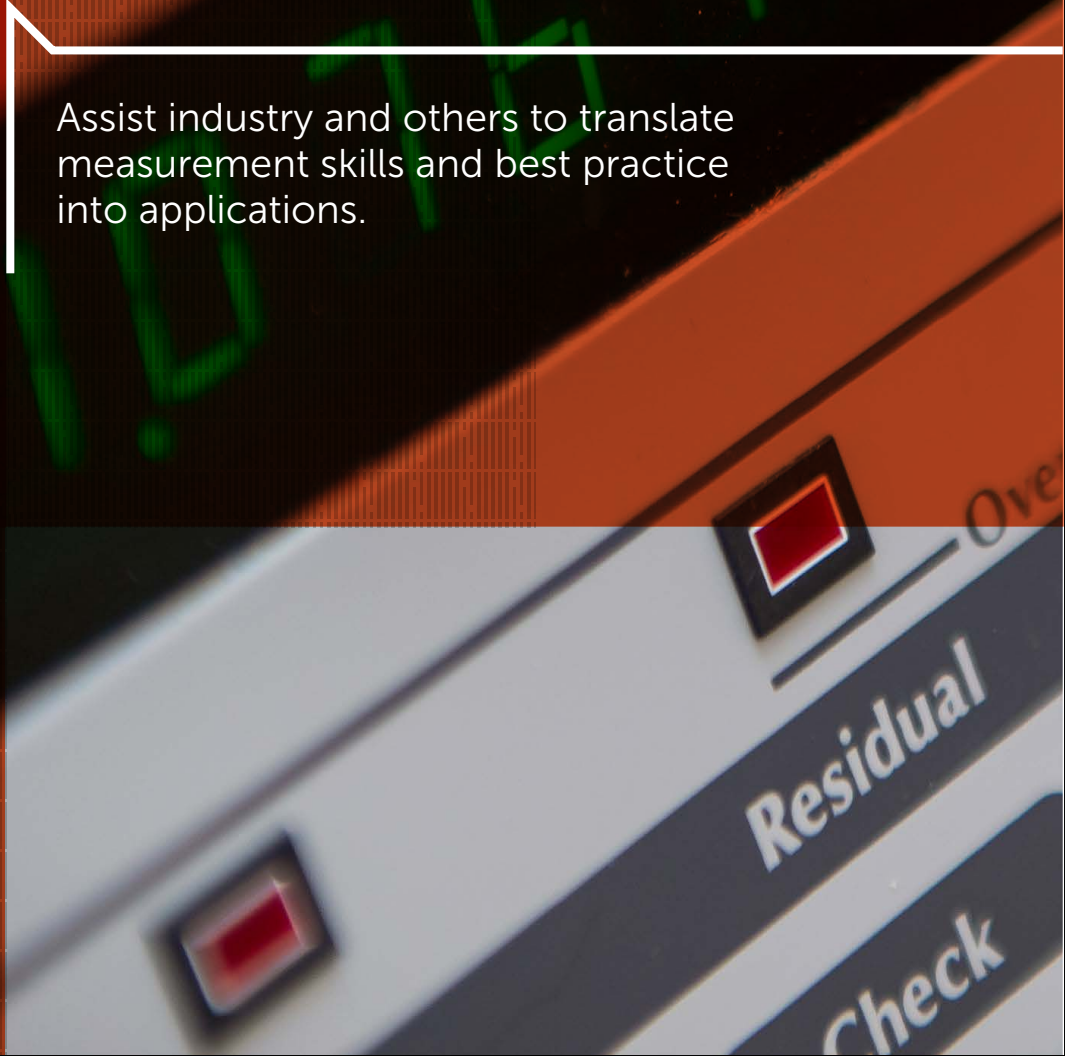 Assist industry and others to translate
measurement skills and best practice
into applications.
Residual
Check